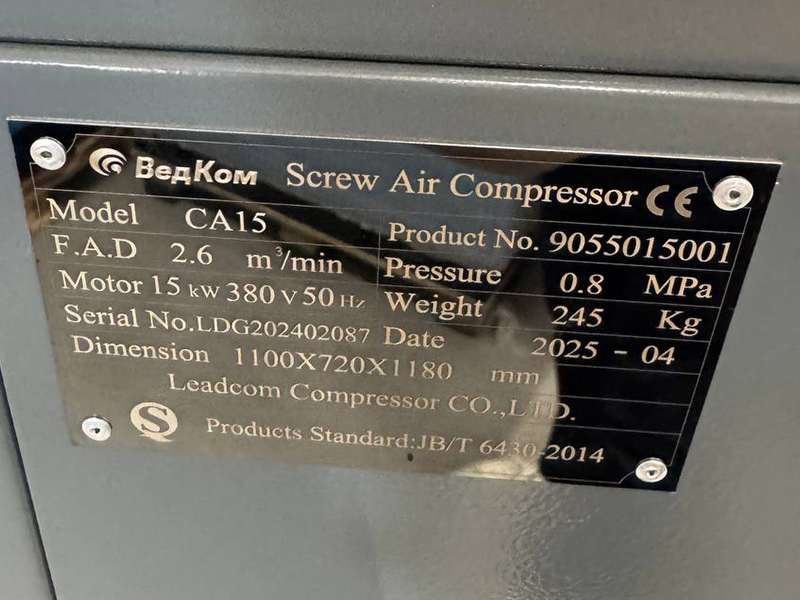 ВедКом Screw Air Compressor CE
Model CA15 Product No. 9055015001
F.A.D 2.6 m³/min Pressure 0.8 MPa
Motor 15 kW 380 V 50 Hz Weight 245 Kg
Serial No.LDG202402087 Date 2025 - 04
Dimension 1100X720X1180 mm
Leadcom Compressor CO.,LTD.
Products Standard:JB/T 6430-2014